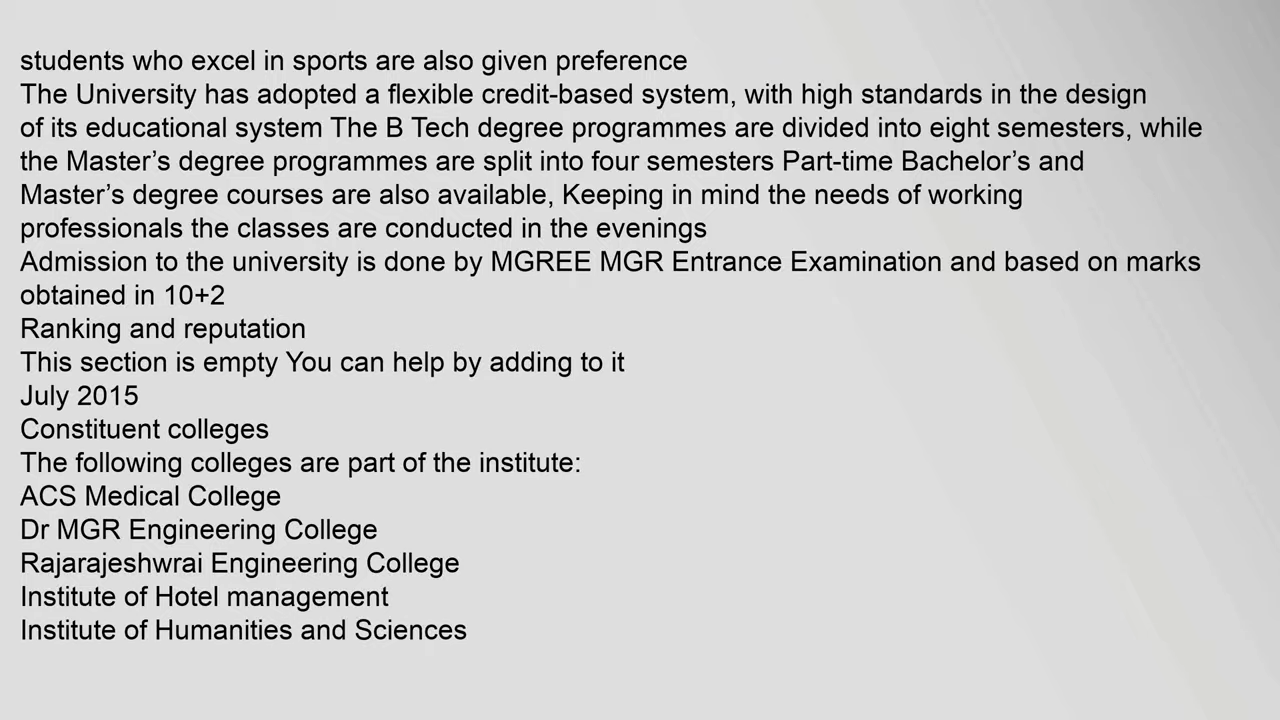 students who excel in sports are also given preference
The University has adopted a flexible credit-based system, with high standards in the design
of its educational system The B Tech degree programmes are divided into eight semesters, while
the Master’s degree programmes are split into four semesters Part-time Bachelor’s and
Master’s degree courses are also available, Keeping in mind the needs of working
professionals the classes are conducted in the evenings
Admission to the university is done by MGREE MGR Entrance Examination and based on marks
obtained in 10+2
Ranking and reputation
This section is empty You can help by adding to it
July 2015
Constituent colleges
The following colleges are part of the institute:
ACS Medical College
Dr MGR Engineering College
Rajarajeshwrai Engineering College
Institute of Hotel management
Institute of Humanities and Sciences